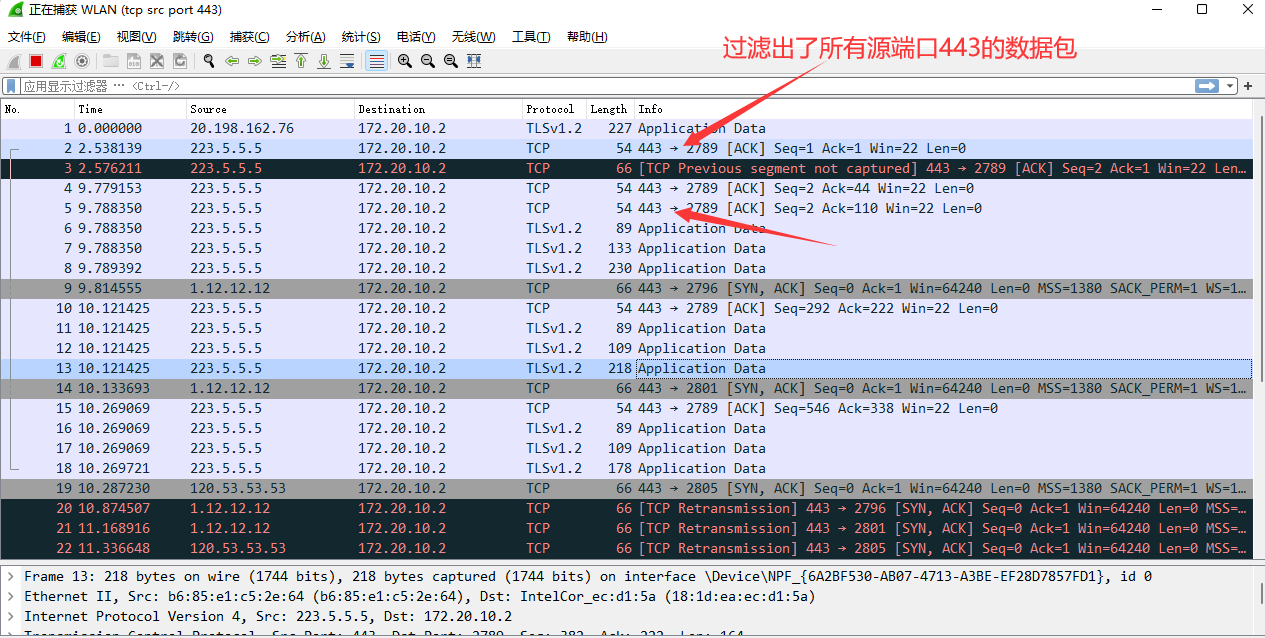 正在捕获 WLAN (tcp src port 443)
文件(F) 编辑(E) 视图(V) 跳转(G) 捕获(C) 分析(A) 统计(S) 电话(Y) 无线(W) 工具(T) 帮助(H)
过滤出了所有源端口443的数据包
应用显示过滤器 … <Ctrl-/>
No. Time Source Destination Protocol Length Info
1 0.000000 20.198.162.76 172.20.10.2 TLSv1.2 227 Application Data
2 2.538139 223.5.5.5 172.20.10.2 TCP 54 443 → 2789 [ACK] Seq=1 Ack=1 Win=22 Len=0
3 2.576211 223.5.5.5 172.20.10.2 TCP 66 [TCP Previous segment not captured] 443 → 2789 [ACK] Seq=2 Ack=1 Win=22 Len…
4 9.779153 223.5.5.5 172.20.10.2 TCP 54 443 → 2789 [ACK] Seq=2 Ack=44 Win=22 Len=0
5 9.788350 223.5.5.5 172.20.10.2 TCP 54 443 → 2789 [ACK] Seq=2 Ack=110 Win=22 Len=0
6 9.788350 223.5.5.5 172.20.10.2 TLSv1.2 89 Application Data
7 9.788350 223.5.5.5 172.20.10.2 TLSv1.2 133 Application Data
8 9.789392 223.5.5.5 172.20.10.2 TLSv1.2 230 Application Data
9 9.814555 1.12.12.12 172.20.10.2 TCP 66 443 → 2796 [SYN, ACK] Seq=0 Ack=1 Win=64240 Len=0 MSS=1380 SACK_PERM=1 WS=1…
10 10.121425 223.5.5.5 172.20.10.2 TCP 54 443 → 2789 [ACK] Seq=292 Ack=222 Win=22 Len=0
11 10.121425 223.5.5.5 172.20.10.2 TLSv1.2 89 Application Data
12 10.121425 223.5.5.5 172.20.10.2 TLSv1.2 109 Application Data
13 10.121425 223.5.5.5 172.20.10.2 TLSv1.2 218 Application Data
14 10.133693 1.12.12.12 172.20.10.2 TCP 66 443 → 2801 [SYN, ACK] Seq=0 Ack=1 Win=64240 Len=0 MSS=1380 SACK_PERM=1 WS=1…
15 10.269069 223.5.5.5 172.20.10.2 TCP 54 443 → 2789 [ACK] Seq=546 Ack=338 Win=22 Len=0
16 10.269069 223.5.5.5 172.20.10.2 TLSv1.2 89 Application Data
17 10.269069 223.5.5.5 172.20.10.2 TLSv1.2 109 Application Data
18 10.269721 223.5.5.5 172.20.10.2 TLSv1.2 178 Application Data
19 10.287230 120.53.53.53 172.20.10.2 TCP 66 443 → 2805 [SYN, ACK] Seq=0 Ack=1 Win=64240 Len=0 MSS=1380 SACK_PERM=1 WS=1…
20 10.874507 1.12.12.12 172.20.10.2 TCP 66 [TCP Retransmission] 443 → 2796 [SYN, ACK] Seq=0 Ack=1 Win=64240 Len=0 MSS=…
21 11.168916 1.12.12.12 172.20.10.2 TCP 66 [TCP Retransmission] 443 → 2801 [SYN, ACK] Seq=0 Ack=1 Win=64240 Len=0 MSS=…
22 11.336648 120.53.53.53 172.20.10.2 TCP 66 [TCP Retransmission] 443 → 2805 [SYN, ACK] Seq=0 Ack=1 Win=64240 Len=0 MSS=…
Frame 13: 218 bytes on wire (1744 bits), 218 bytes captured (1744 bits) on interface \Device\NPF_{6A2BF530-AB07-4713-A3BE-EF28D7857FD1}, id 0
Ethernet II, Src: b6:85:e1:c5:2e:64 (b6:85:e1:c5:2e:64), Dst: IntelCor_ec:d1:5a (18:1d:ea:ec:d1:5a)
Internet Protocol Version 4, Src: 223.5.5.5, Dst: 172.20.10.2
Transmission Control Protocol, Src Port: 443, Dst Port: 2789, Seq: 382, Ack: 222, Len: 164